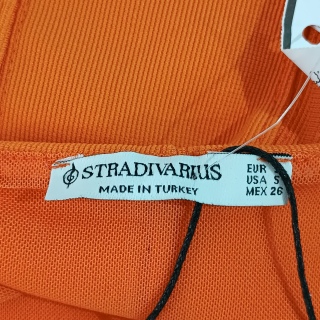 STRADIVARIUS
MADE IN TURKEY
EUR
USA S
MEX 26